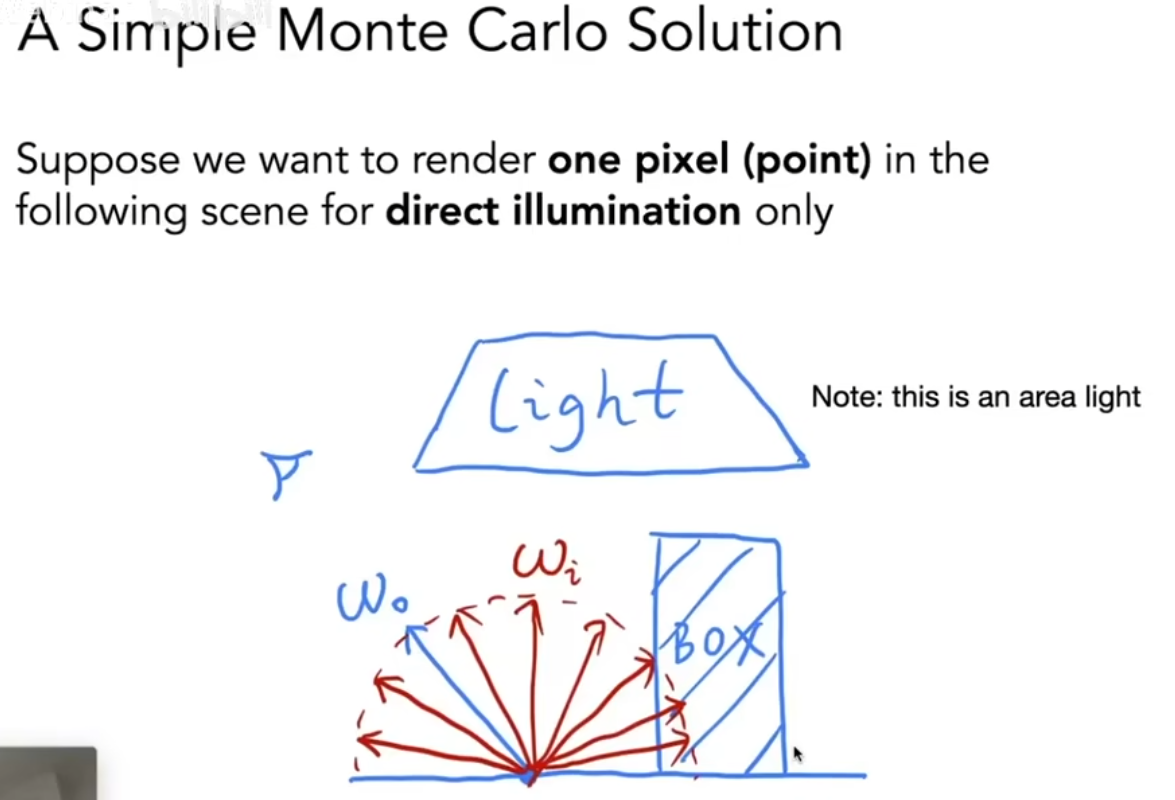 A Simple Monte Carlo Solution
Suppose we want to render one pixel (point) in the
following scene for direct illumination only
Light
Note: this is an area light
ωi
ωo
BOX